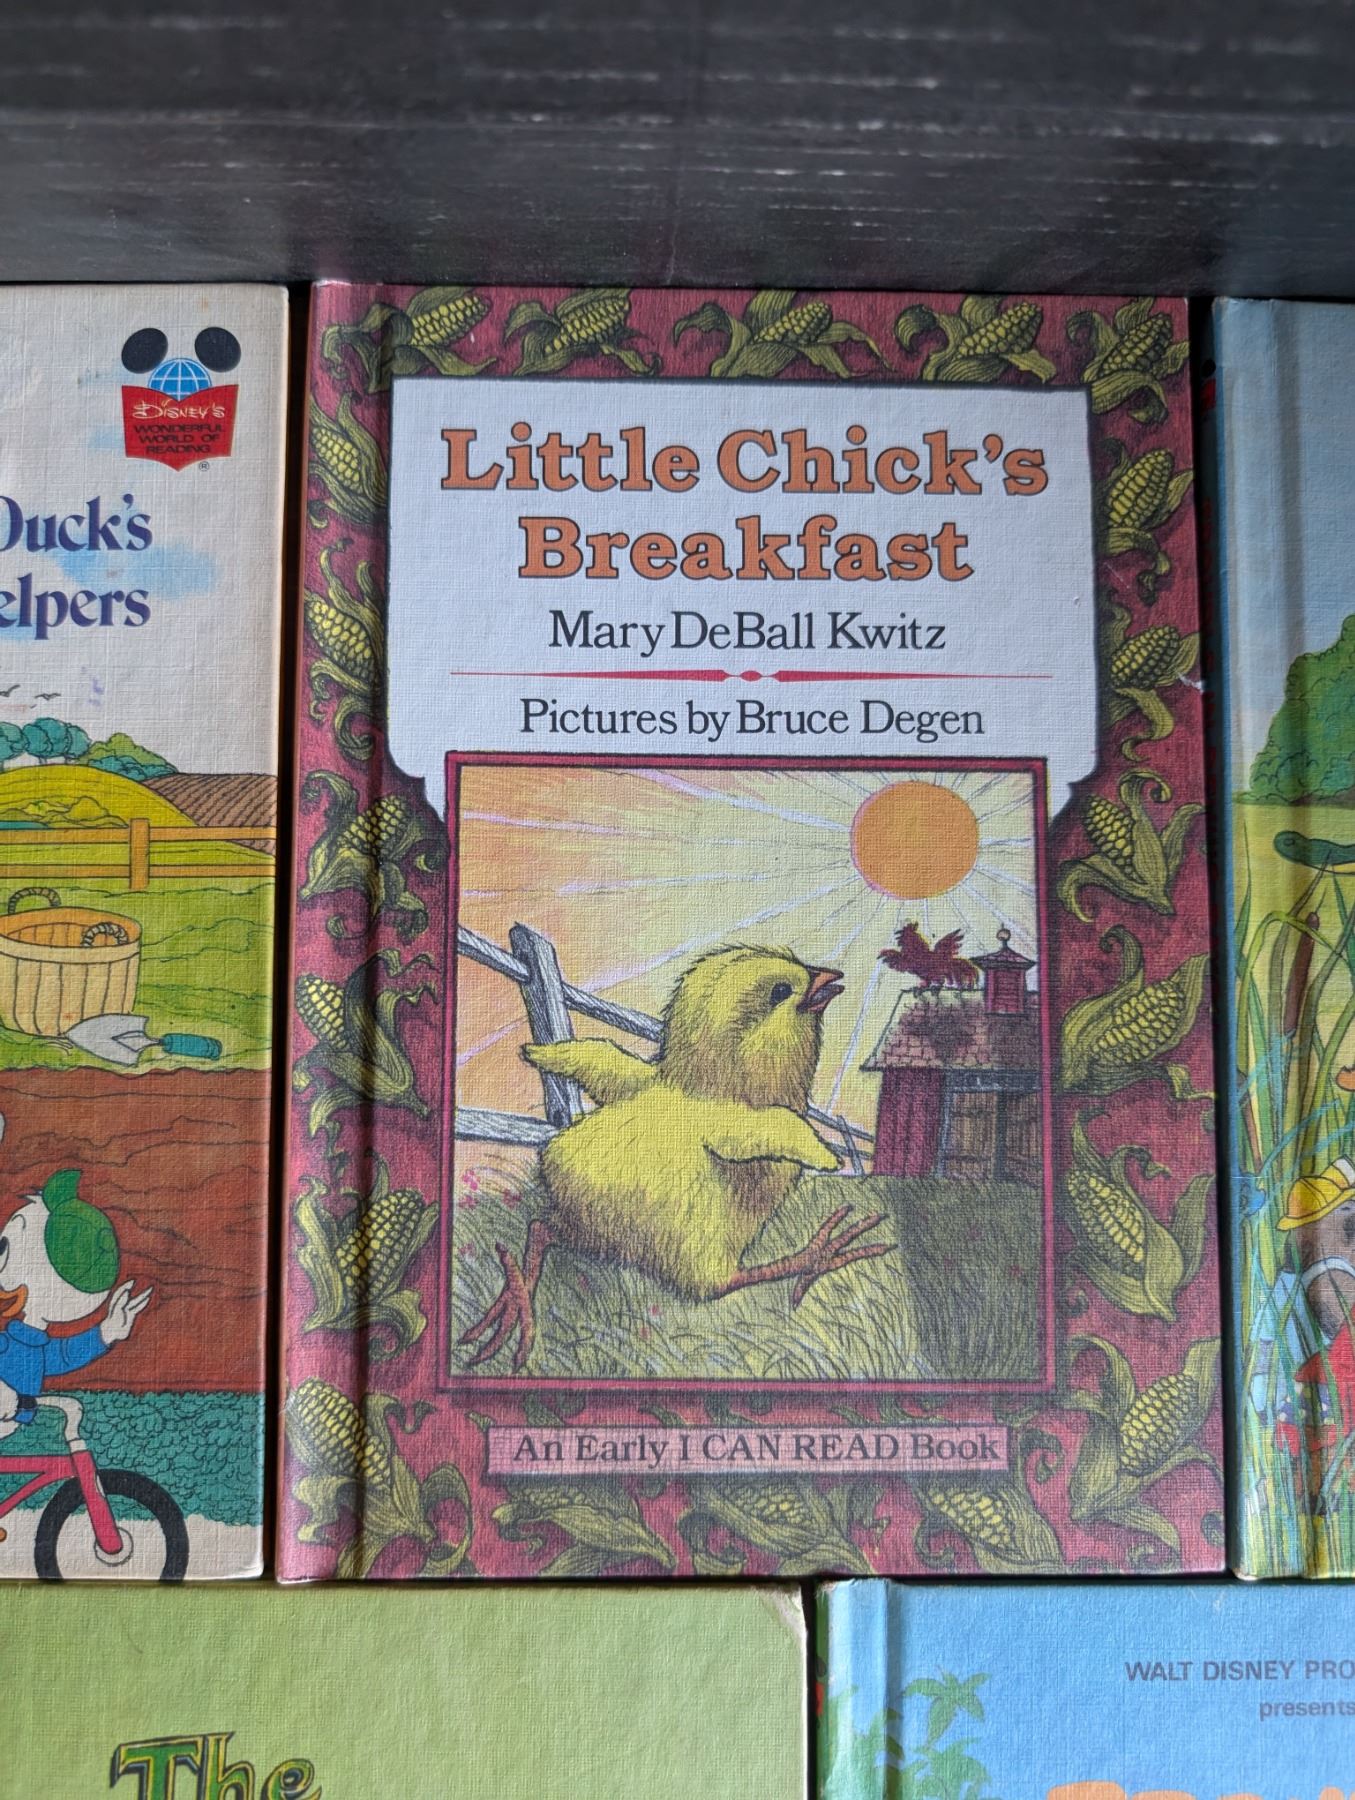 DISNEY'S
WONDERFUL
WORLD OF
READING
®
Duck's
elpers
Little Chick's
Breakfast
Mary DeBall Kwitz
Pictures by Bruce Degen
An Early I CAN READ Book
The
WALT DISNEY PRO
presents